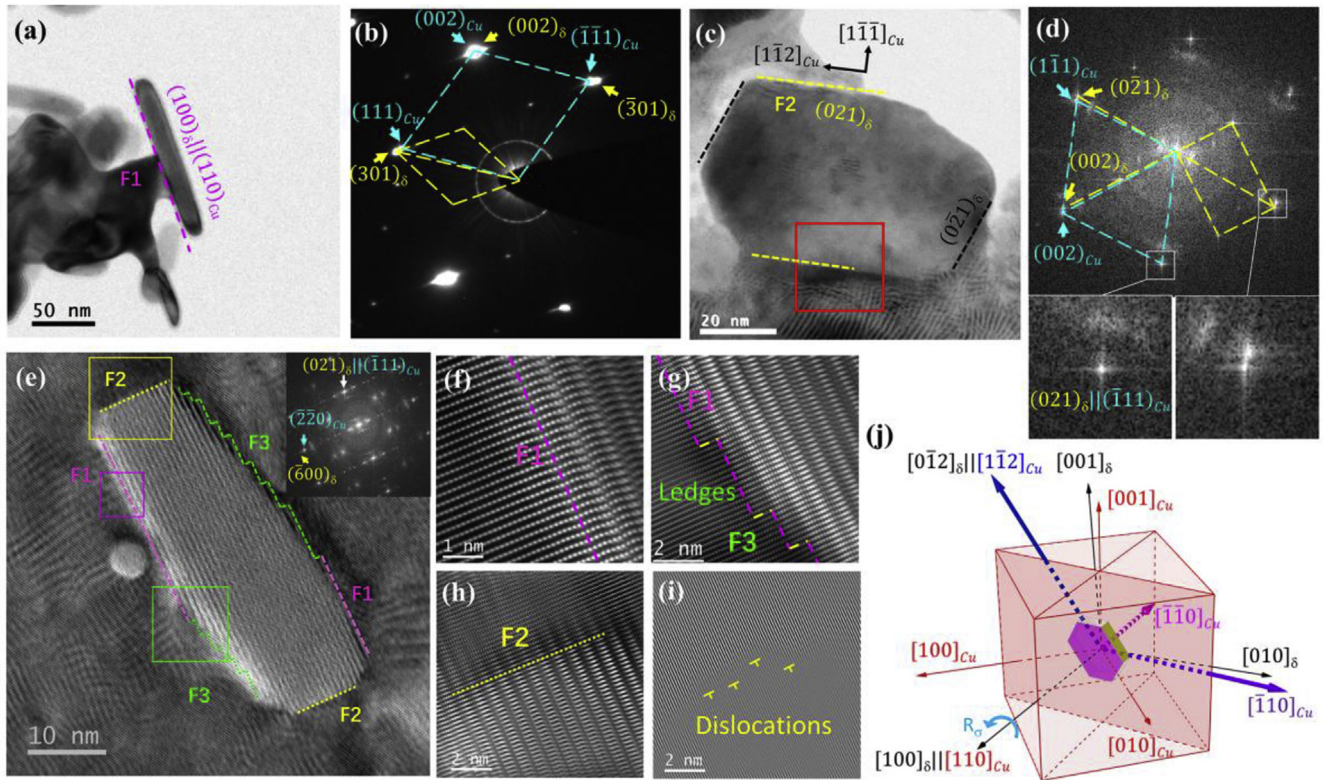 (a)
(100)δ||(110)Cu
F1
50 nm
(b)
(002)Cu
(002)δ
(1̄1̄1)Cu
(3̄01)δ
(111)Cu
(301)δ
(c)
[11̄1̄]Cu
[11̄2]Cu
F2
(021)δ
(02̄1)δ
20 nm
(d)
(11̄1)Cu
(02̄1)δ
(002)δ
(002)Cu
(021)δ||(1̄11)Cu
(e)
F2
(021̄)δ||(1̄11)Cu
(2̄2̄0)Cu
(6̄00)δ
F3
F1
F1
F3
F2
10 nm
(f)
F1
1 nm
(g)
F1
Ledges
F3
2 nm
(h)
F2
2 nm
(i)
Dislocations
2 nm
(j)
[01̄2]δ||[11̄2]Cu
[001]δ
[001]Cu
[1̄1̄0]Cu
[100]Cu
[010]δ
[1̄10]Cu
Rσ
[010]Cu
[100]δ||[110]Cu